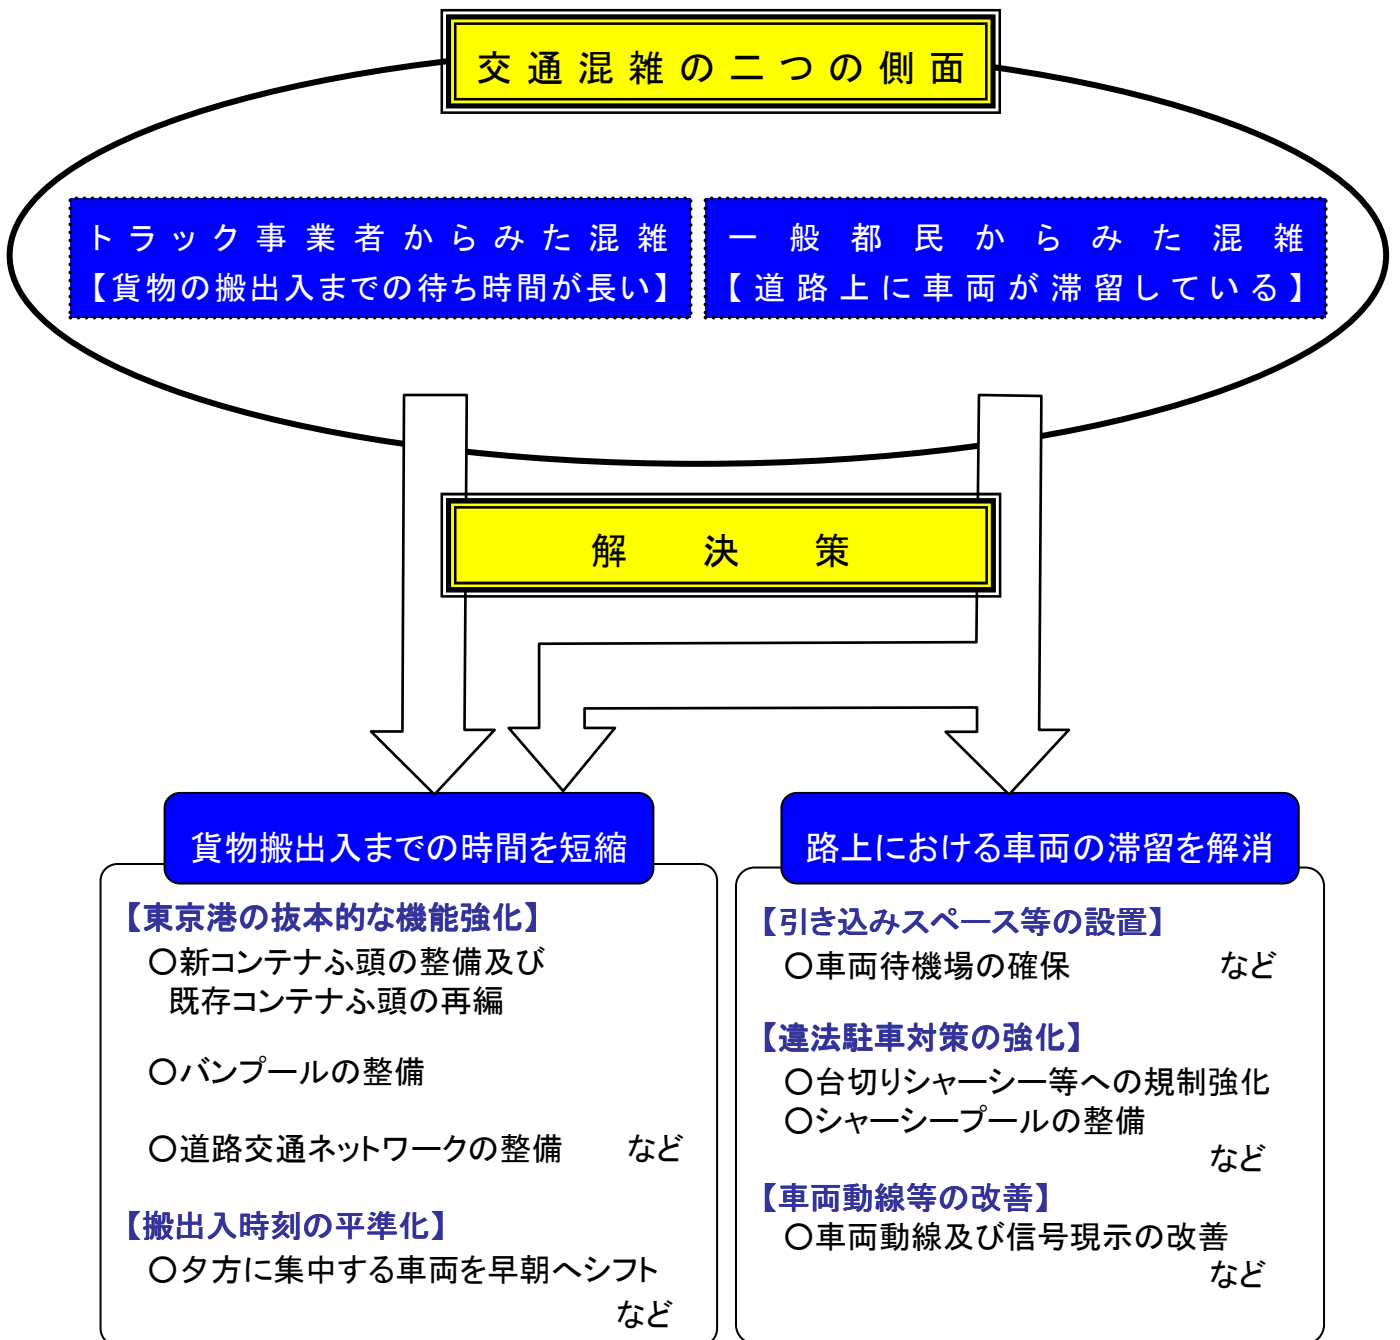 交通混雑の二つの側面
トラック事業者からみた混雑
【貨物の搬出入までの待ち時間が長い】
一般都民からみた混雑
【道路上に車両が滞留している】
解決策
貨物搬出入までの時間を短縮
【東京港の抜本的な機能強化】
○新コンテナふ頭の整備及び
既存コンテナふ頭の再編
○バンプールの整備
○道路交通ネットワークの整備 など
【搬出入時刻の平準化】
○夕方に集中する車両を早朝へシフト
など
路上における車両の滞留を解消
【引き込みスペース等の設置】
○車両待機場の確保 など
【違法駐車対策の強化】
○台切りシャーシー等への規制強化
○シャーシープールの整備
など
【車両動線等の改善】
○車両動線及び信号現示の改善
など